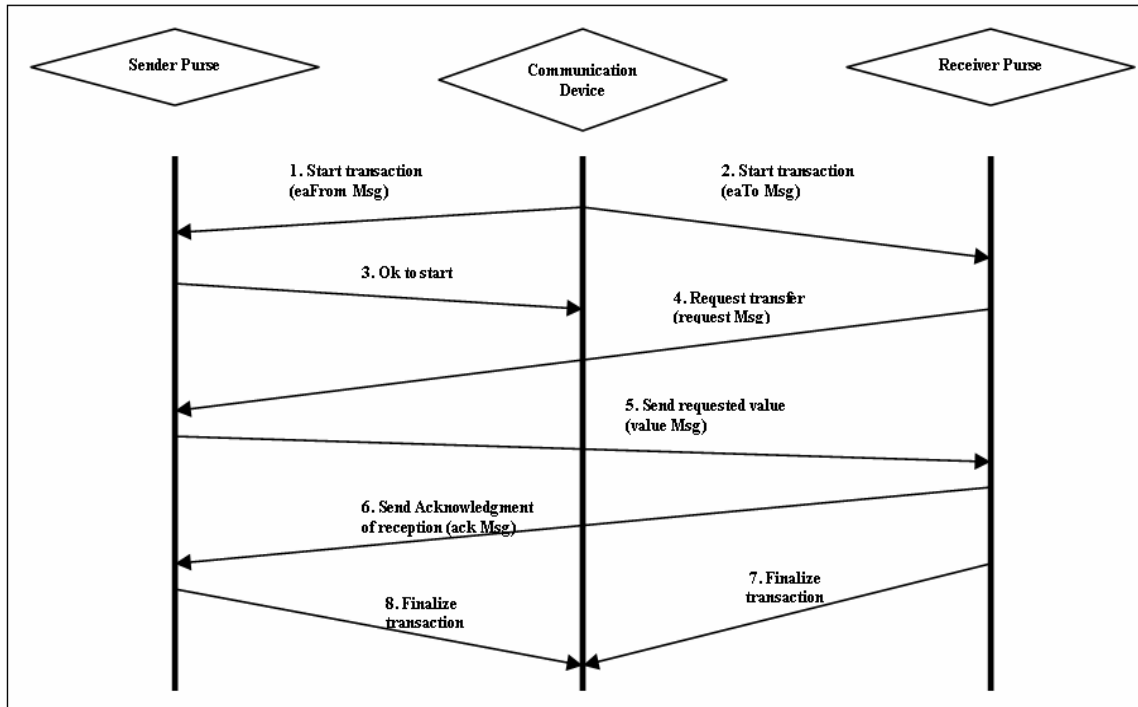 Sender Purse
Communication
Device
Receiver Purse
1. Start transaction
(eaFrom Msg)
2. Start transaction
(eaTo Msg)
3. Ok to start
4. Request transfer
(request Msg)
5. Send requested value
(value Msg)
6. Send Acknowledgment
of reception (ack Msg)
7. Finalize
transaction
8. Finalize
transaction